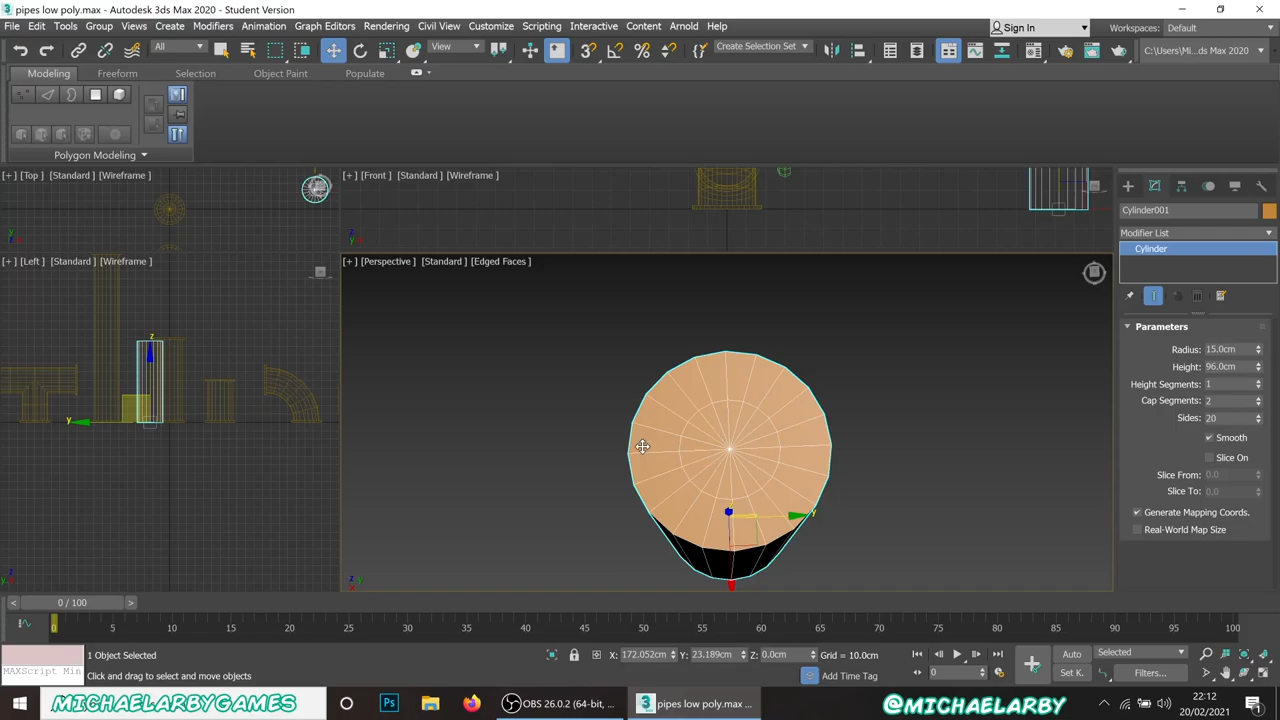 pipes low poly.max - Autodesk 3ds Max 2020 - Student Version
File Edit Tools Group Views Create Modifiers Animation Graph Editors Rendering Civil View Customize Scripting Interactive Content Arnold Help
Sign In Workspaces: Default
All View Create Selection Set C:\Users\Mi...ds Max 2020
Modeling Freeform Selection Object Paint Populate
Polygon Modeling
[+] [Top ] [Standard ] [Wireframe ]
[+] [Front ] [Standard ] [Wireframe ]
[+] [Left ] [Standard ] [Wireframe ]
[+] [Perspective ] [Standard ] [Edged Faces ]
Cylinder001
Modifier List
Cylinder
Parameters
Radius: 15.0cm
Height: 96.0cm
Height Segments: 1
Cap Segments: 2
Sides: 20
Smooth
Slice On
Slice From: 0.0
Slice To: 0.0
Generate Mapping Coords.
Real-World Map Size
0 / 100
0 5 10 15 20 25 30 35 40 45 50 55 60 65 70 75 80 85 90 95 100
1 Object Selected X: 172.052cm Y: 23.189cm Z: 0.0cm Grid = 10.0cm Auto Selected
MAXScript Min Click and drag to select and move objects Add Time Tag 0 Set K. Filters...
MICHAELARBYGAMES OBS 26.0.2 (64-bit, ... pipes low poly.max ... @MICHAELARBY 22:12
20/02/2021